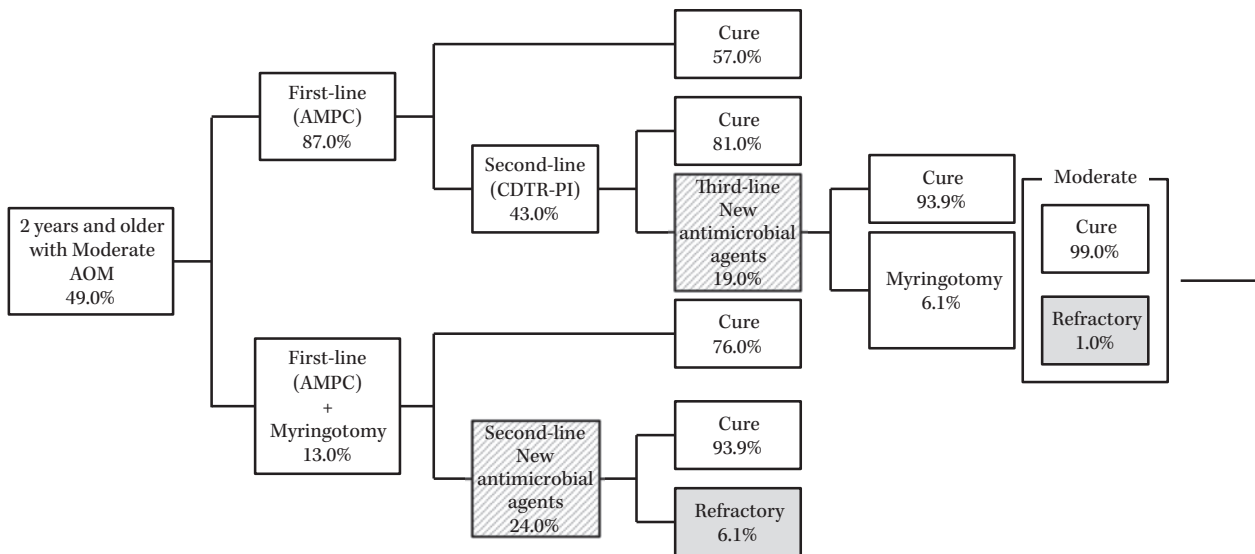 2 years and older
with Moderate
AOM
49.0%
First-line
(AMPC)
87.0%
First-line
(AMPC)
+
Myringotomy
13.0%
Cure
57.0%
Second-line
(CDTR-PI)
43.0%
Cure
81.0%
Third-line
New
antimicrobial
agents
19.0%
Cure
93.9%
Myringotomy
6.1%
Moderate
Cure
99.0%
Refractory
1.0%
Cure
76.0%
Second-line
New
antimicrobial
agents
24.0%
Cure
93.9%
Refractory
6.1%